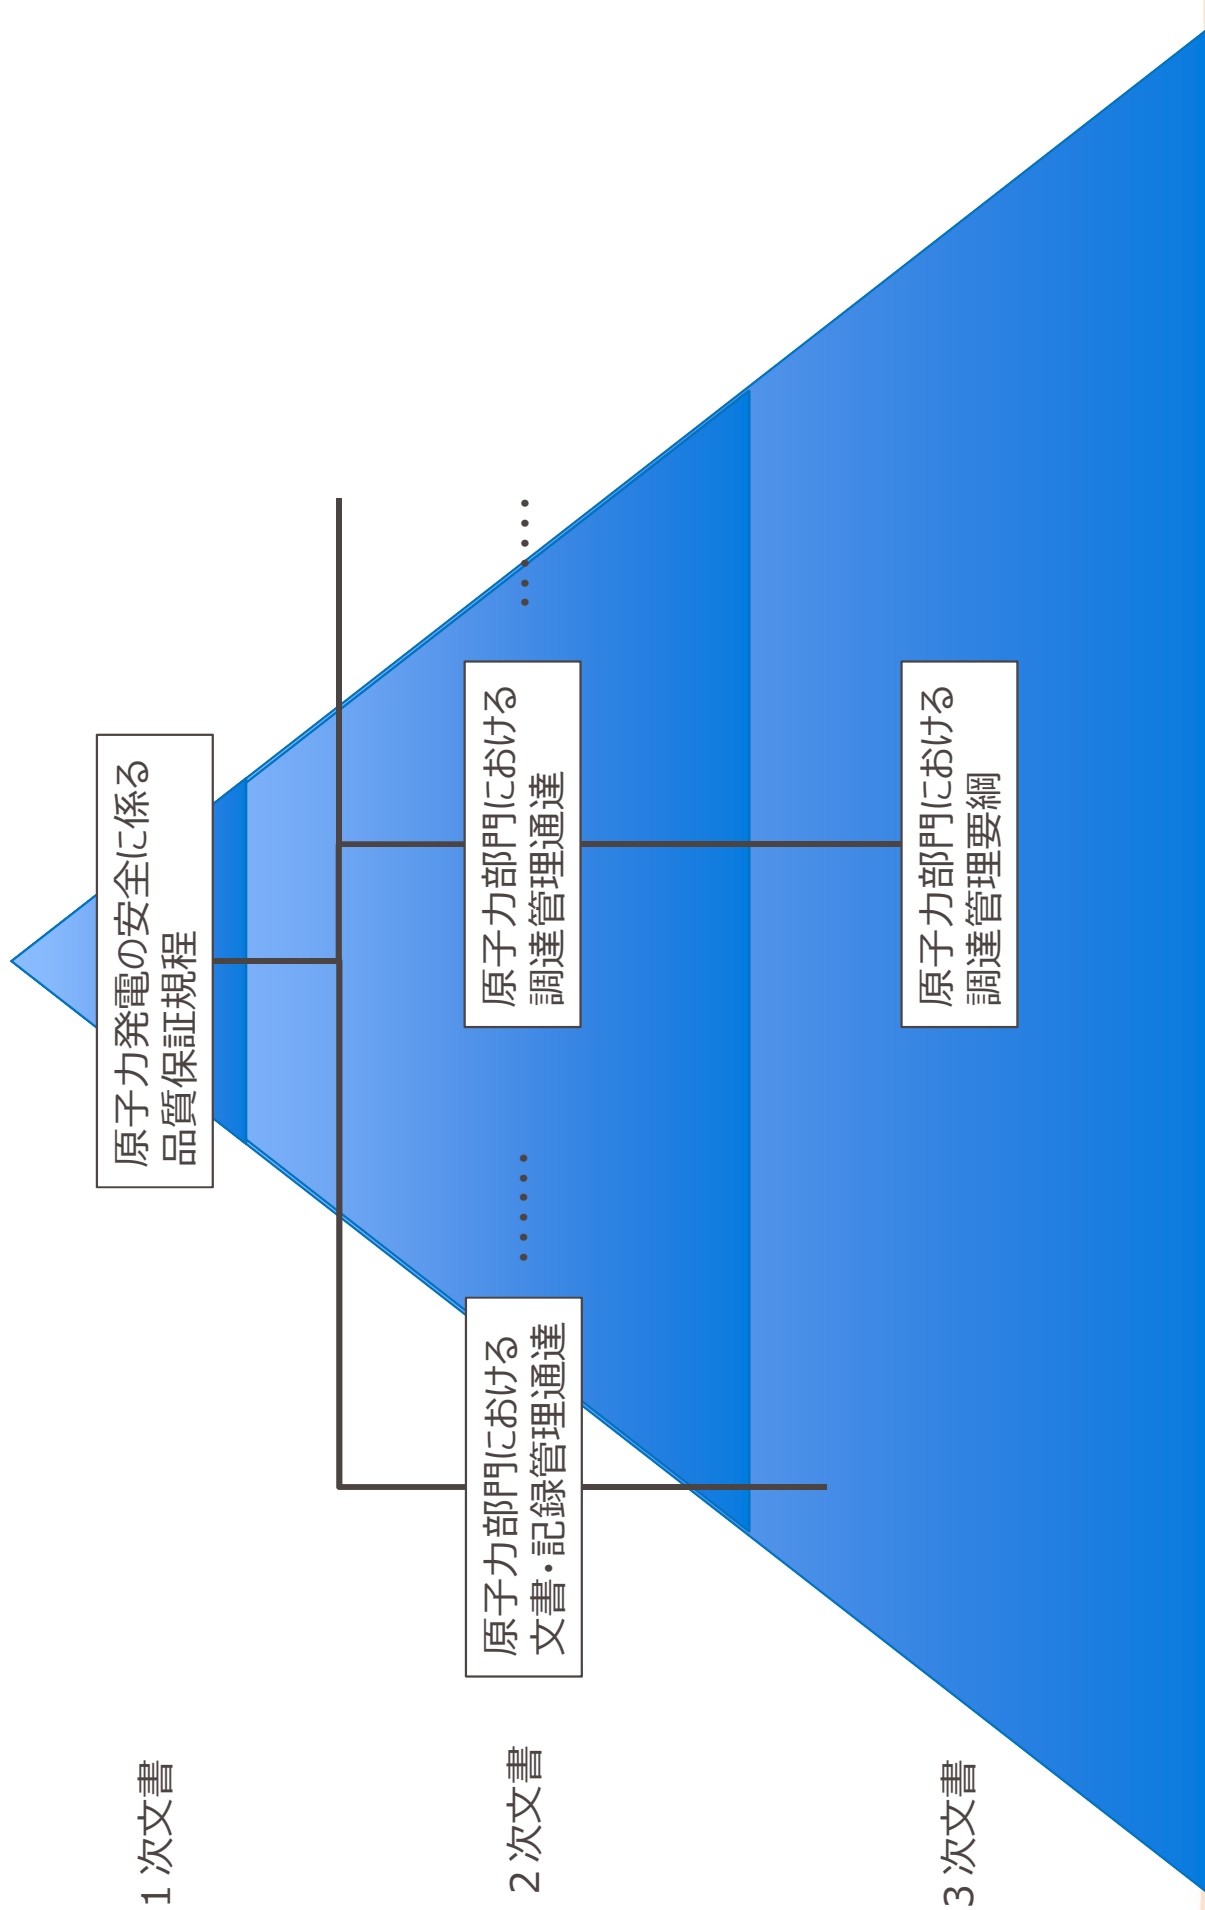 1次文書
原子力発電の安全に係る
品質保証規程
2次文書
原子力部門における
文書・記録管理通達
……
原子力部門における
調達管理通達
……
3次文書
原子力部門における
調達管理要綱